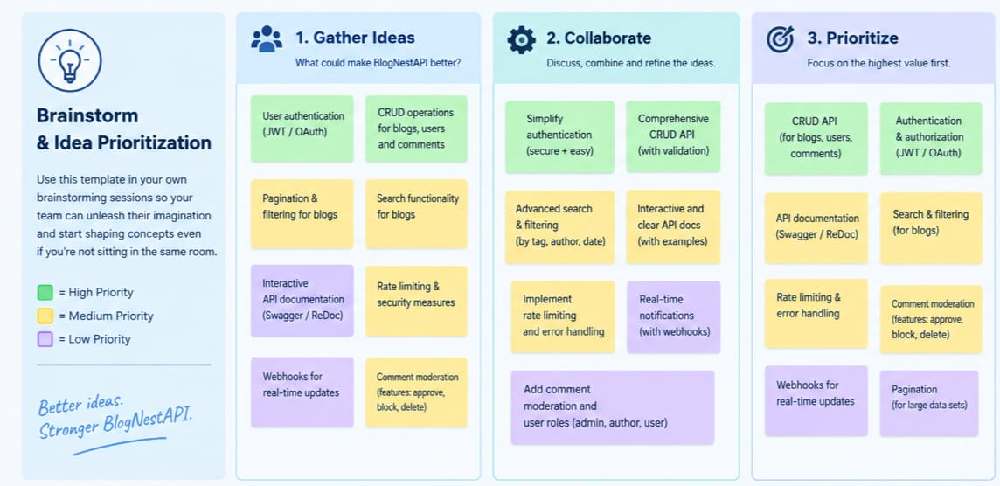 Brainstorm
& Idea Prioritization
Use this template in your own
brainstorming sessions so your
team can unleash their imagination
and start shaping concepts even
if you're not sitting in the same room.
= High Priority
= Medium Priority
= Low Priority
Better ideas.
Stronger BlogNestAPI.
1. Gather Ideas
What could make BlogNestAPI better?
User authentication
(JWT / OAuth)
CRUD operations
for blogs, users
and comments
Pagination &
filtering for blogs
Search functionality
for blogs
Interactive
API documentation
(Swagger / ReDoc)
Rate limiting &
security measures
Webhooks for
real-time updates
Comment moderation
(features: approve,
block, delete)
2. Collaborate
Discuss, combine and refine the ideas.
Simplify
authentication
(secure + easy)
Comprehensive
CRUD API
(with validation)
Advanced search
& filtering
(by tag, author, date)
Interactive and
clear API docs
(with examples)
Implement
rate limiting
and error handling
Real-time
notifications
(with webhooks)
Add comment
moderation and
user roles (admin, author, user)
3. Prioritize
Focus on the highest value first.
CRUD API
(for blogs, users,
comments)
Authentication
& authorization
(JWT / OAuth)
API documentation
(Swagger / ReDoc)
Search & filtering
(for blogs)
Rate limiting &
error handling
Comment moderation
(features: approve,
block, delete)
Webhooks for
real-time updates
Pagination
(for large data sets)